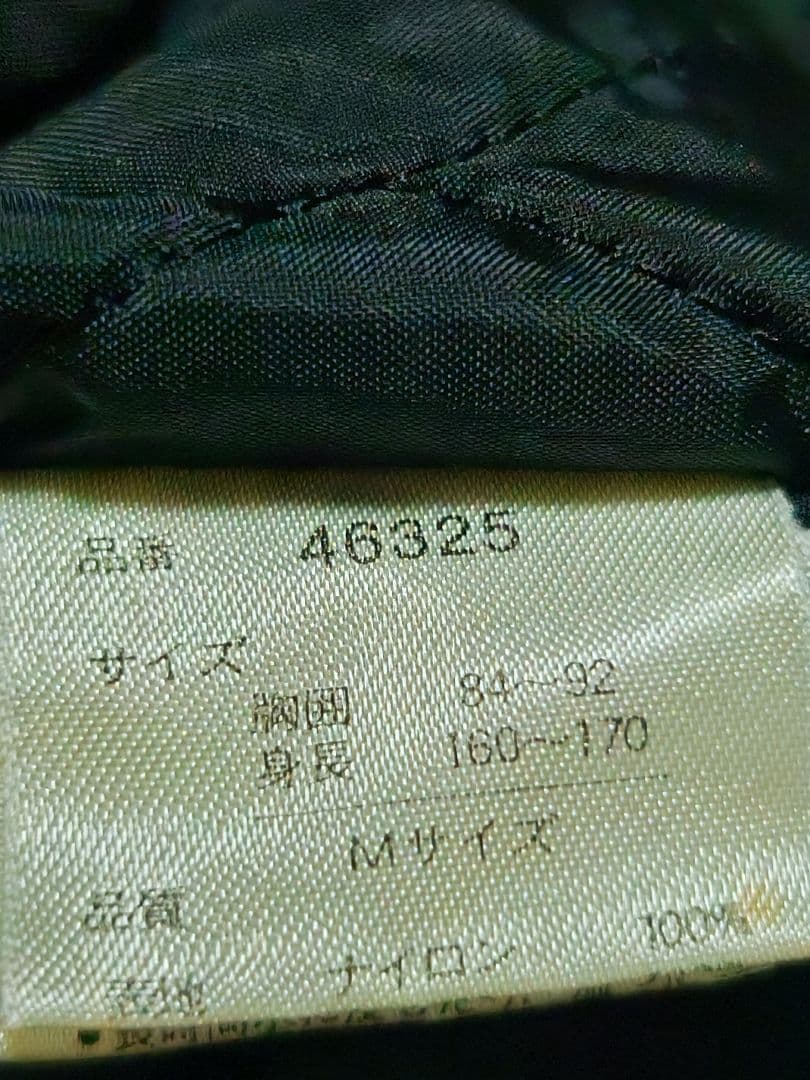 品番 46325
サイズ
胸囲 84〜92
身長 160〜170
Mサイズ
品質
表地 ナイロン 100%